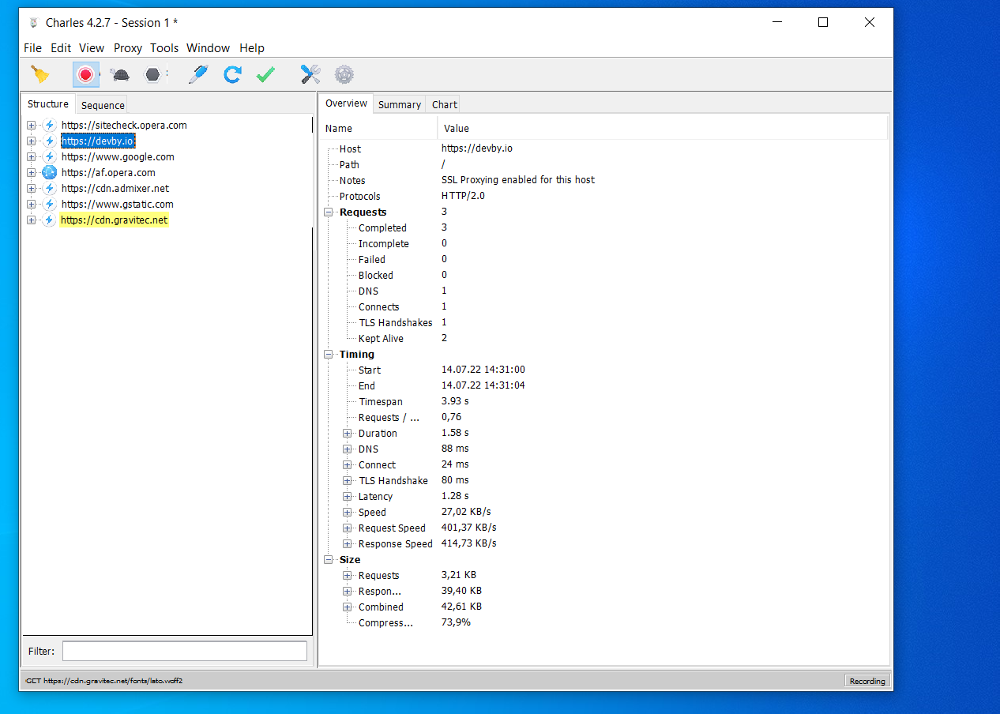 Charles 4.2.7 - Session 1 *
File Edit View Proxy Tools Window Help
Structure Sequence
https://sitecheck.opera.com
https://devby.io
https://www.google.com
https://af.opera.com
https://cdn.admixer.net
https://www.gstatic.com
https://cdn.gravitec.net
Filter:
Overview Summary Chart
Name Value
Host https://devby.io
Path /
Notes SSL Proxying enabled for this host
Protocols HTTP/2.0
Requests 3
Completed 3
Incomplete 0
Failed 0
Blocked 0
DNS 1
Connects 1
TLS Handshakes 1
Kept Alive 2
Timing
Start 14.07.22 14:31:00
End 14.07.22 14:31:04
Timespan 3.93 s
Requests / ... 0,76
Duration 1.58 s
DNS 88 ms
Connect 24 ms
TLS Handshake 80 ms
Latency 1.28 s
Speed 27,02 KB/s
Request Speed 401,37 KB/s
Response Speed 414,73 KB/s
Size
Requests 3,21 KB
Respon... 39,40 KB
Combined 42,61 KB
Compress... 73,9%
GET https://cdn.gravitec.net/fonts/lato.woff2
Recording